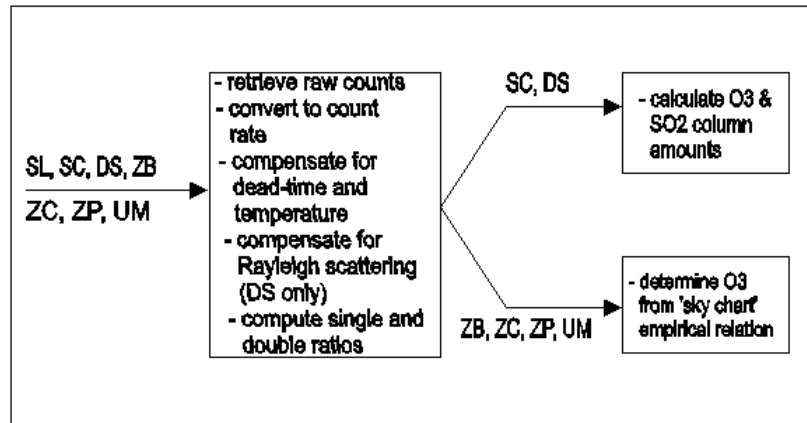 SL, SC, DS, ZB
ZC, ZP, UM
- retrieve raw counts
- convert to count
rate
- compensate for
dead-time and
temperature
- compensate for
Rayleigh scattering
(DS only)
- compute single and
double ratios
SC, DS
- calculate O3 &
SO2 column
amounts
ZB, ZC, ZP, UM
- determine O3
from 'sky chart'
empirical relation